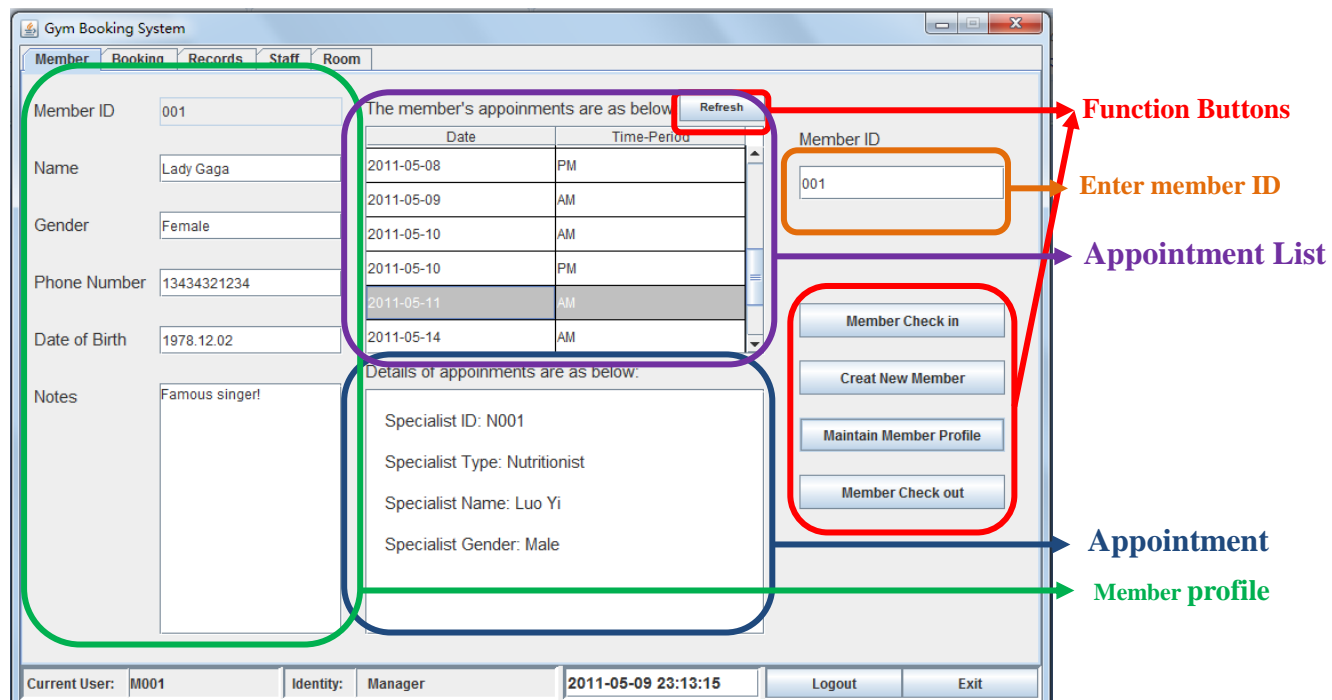 Gym Booking System
Member Booking Records Staff Room
Member ID 001
Name Lady Gaga
Gender Female
Phone Number 13434321234
Date of Birth 1978.12.02
Notes Famous singer!
The member's appoinments are as below Refresh
Date Time-Period
2011-05-08 PM
2011-05-09 AM
2011-05-10 AM
2011-05-10 PM
2011-05-11 AM
2011-05-14 AM
Details of appoinments are as below:
Specialist ID: N001
Specialist Type: Nutritionist
Specialist Name: Luo Yi
Specialist Gender: Male
Member ID
001
Member Check in
Creat New Member
Maintain Member Profile
Member Check out
Function Buttons
Enter member ID
Appointment List
Appointment
Member profile
Current User: M001 Identity: Manager 2011-05-09 23:13:15 Logout Exit